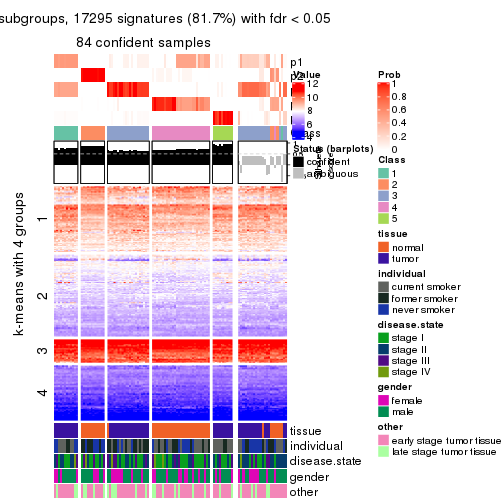 subgroups, 17295 signatures (81.7%) with fdr < 0.05
84 confident samples
p1
Value
12
10
8
6
Prob
1
0.8
0.6
0.4
0.2
0
Status (barplots)
confident
ambiguous
Class
1
2
3
4
5
k-means with 4 groups
1
2
3
4
tissue
normal
tumor
individual
current smoker
former smoker
never smoker
disease.state
stage I
stage II
stage III
stage IV
gender
female
male
other
early stage tumor tissue
late stage tumor tissue
tissue
individual
disease.state
gender
other